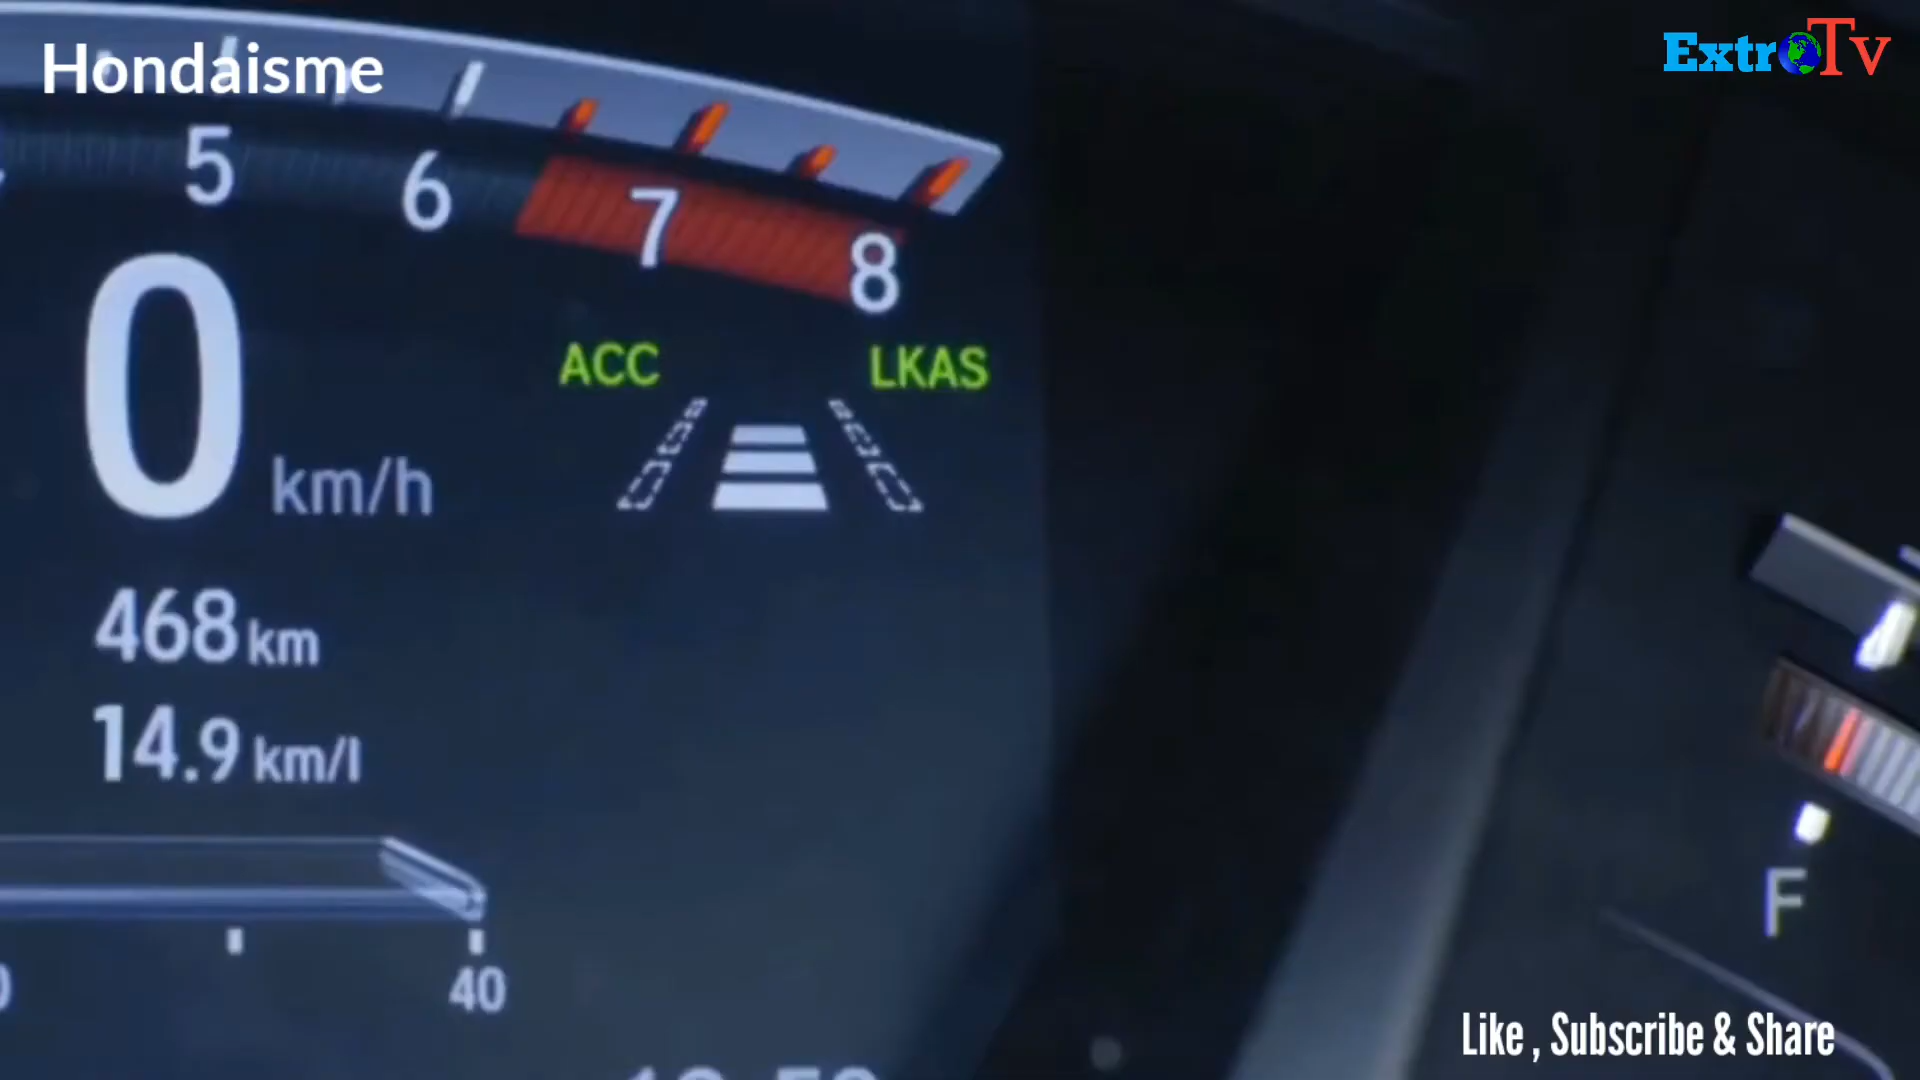 Hondaisme
ExtroTv
5
6
7
8
0 km/h
ACC
LKAS
468 km
14.9 km/l
40
F
Like , Subscribe & Share